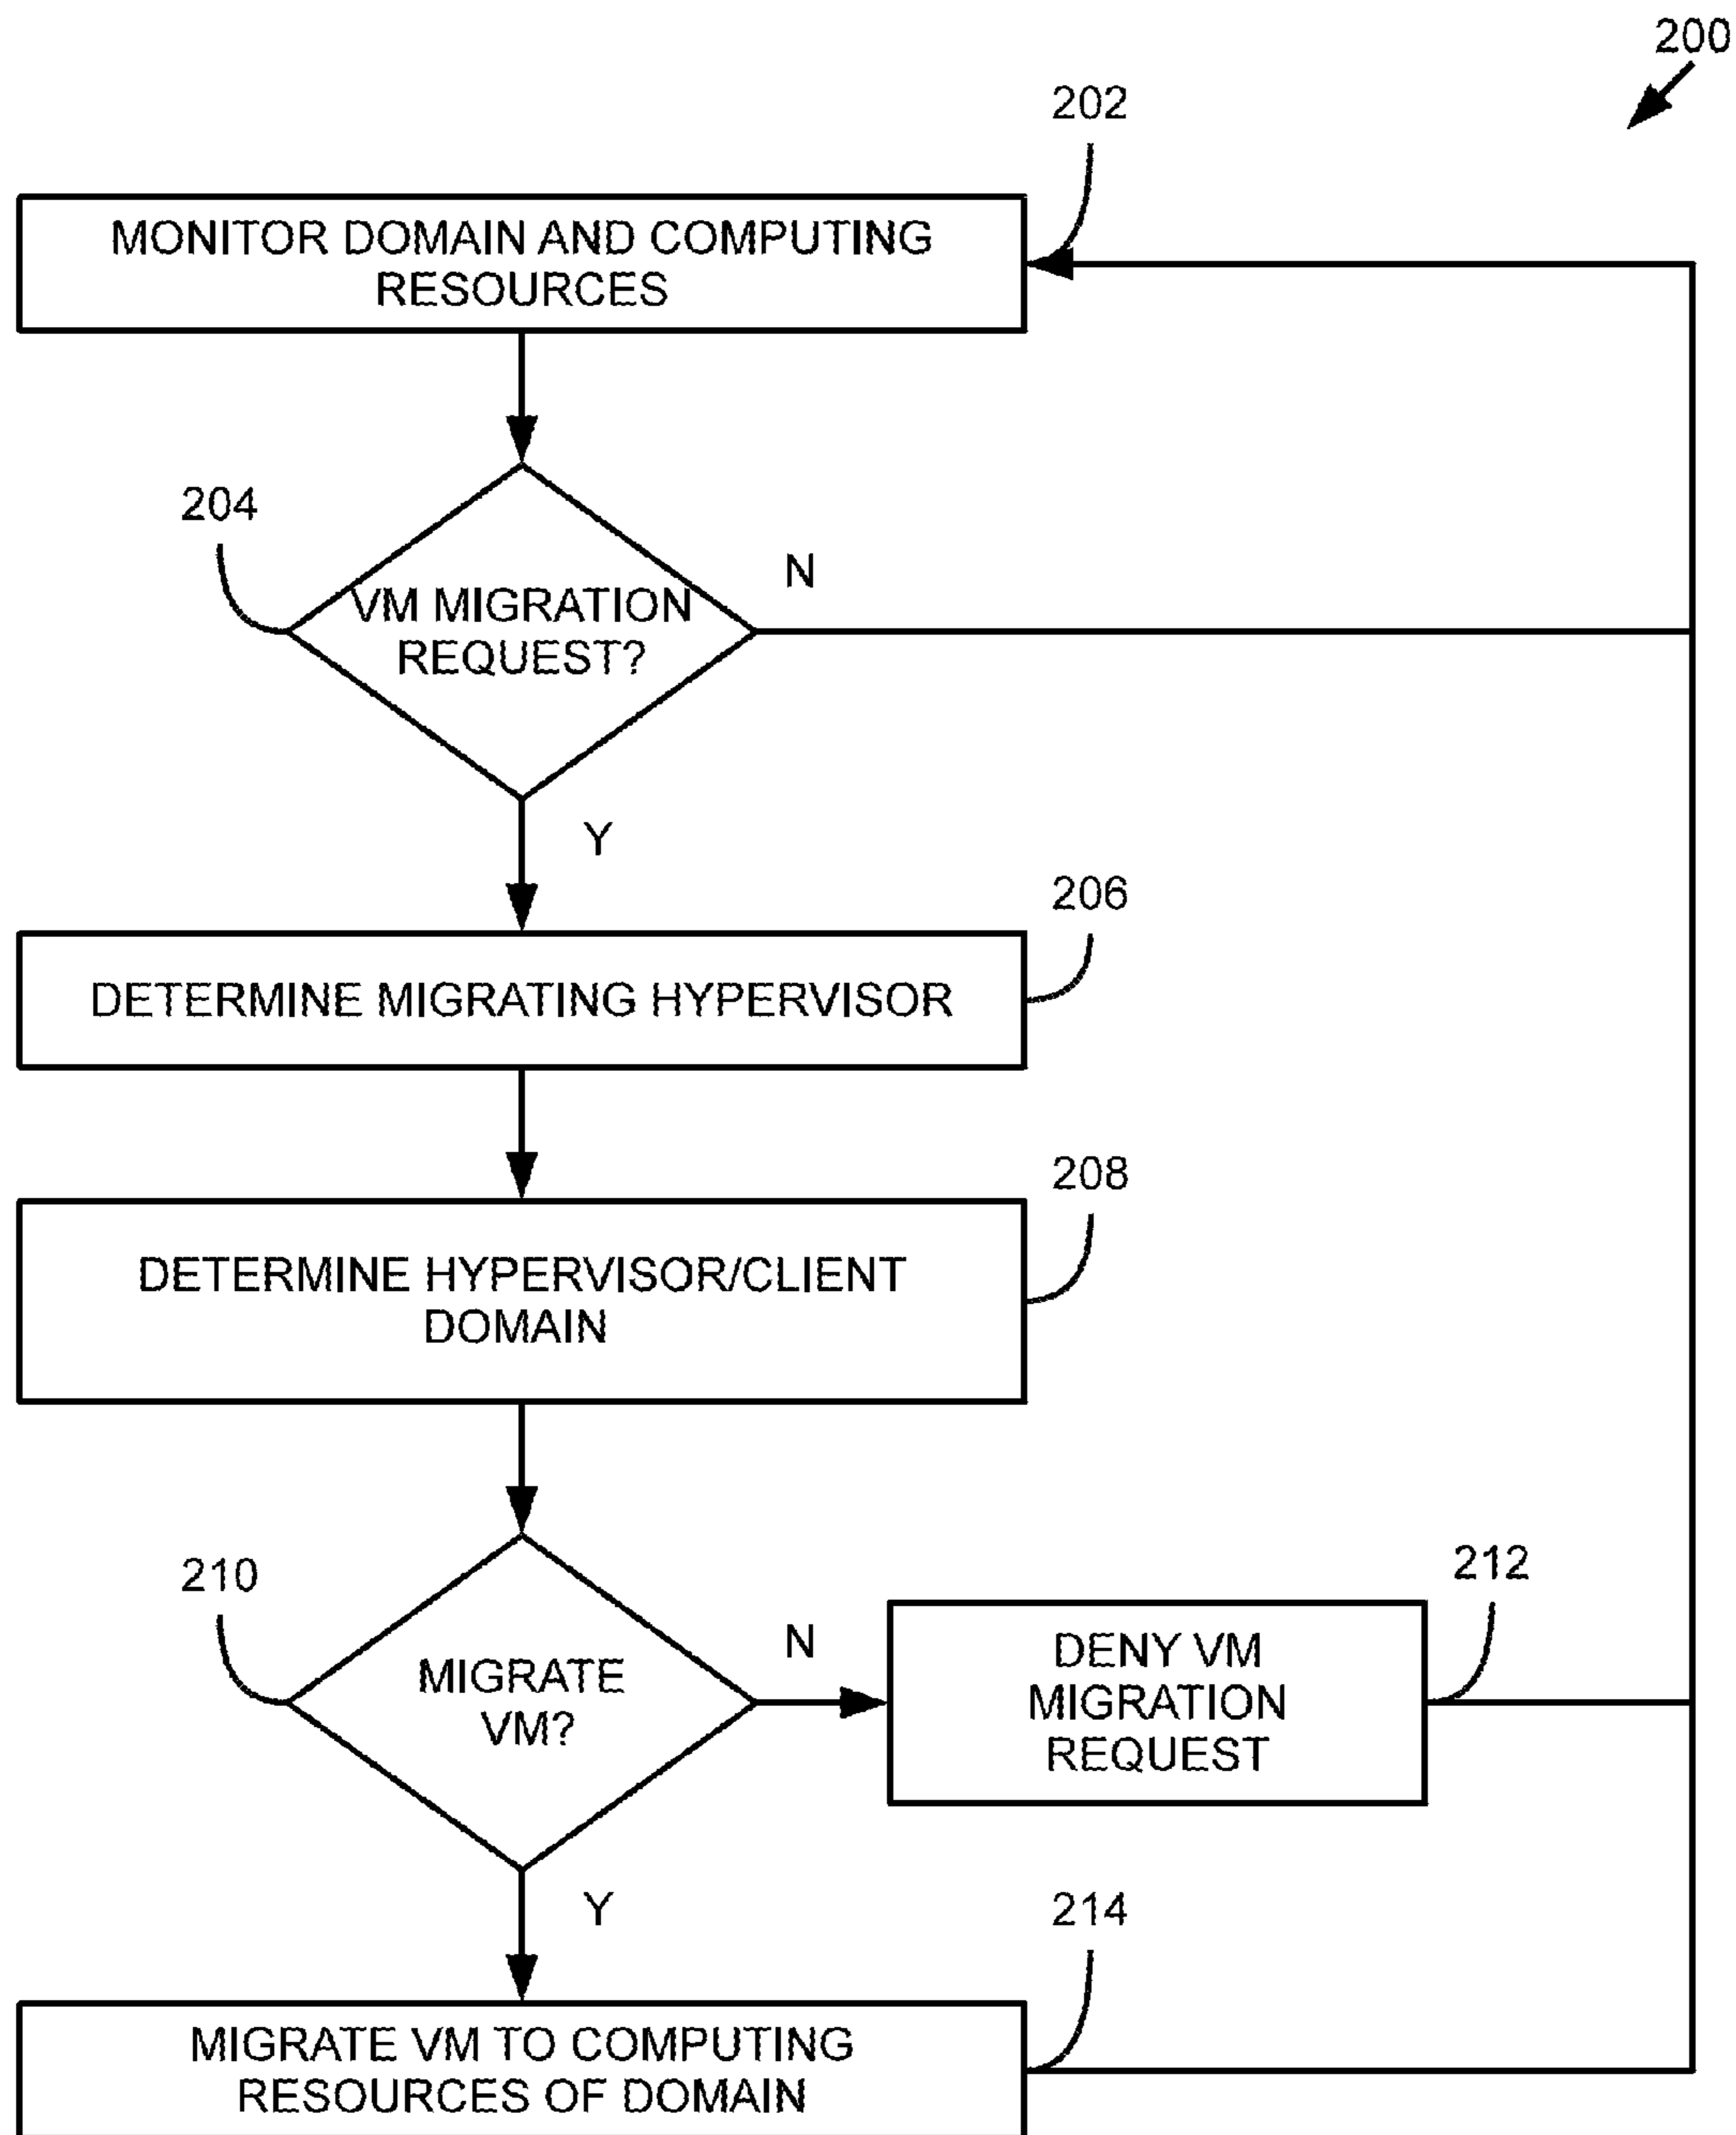 200
202
MONITOR DOMAIN AND COMPUTING
RESOURCES
204
N
VM MIGRATION
REQUEST?
Y
206
DETERMINE MIGRATING HYPERVISOR
208
DETERMINE HYPERVISOR/CLIENT
DOMAIN
210
212
N
MIGRATE
VM?
DENY VM
MIGRATION
REQUEST
Y
214
MIGRATE VM TO COMPUTING
RESOURCES OF DOMAIN